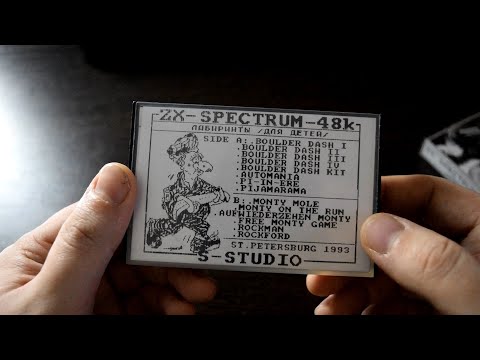 ZX-SPECTRUM-48k
ЛАБИРИНТЫ /ДЛЯ ДЕТЕЙ/
SIDE A:.BOULDER DASH I
.BOULDER DASH II
.BOULDER DASH III
.BOULDER DASH IV
.BOULDER DASH KIT
.AUTOMANIA
.PI-IN-ERE
.PIJAMARAMA
B:.MONTY MOLE
.MONTY ON THE RUN
.AUFWIEDERZEHEN MONTY
.FREE MONTY GAME
.ROCKMAN
.ROCKFORD
ST.PETERSBURG 1993
S-STUDIO